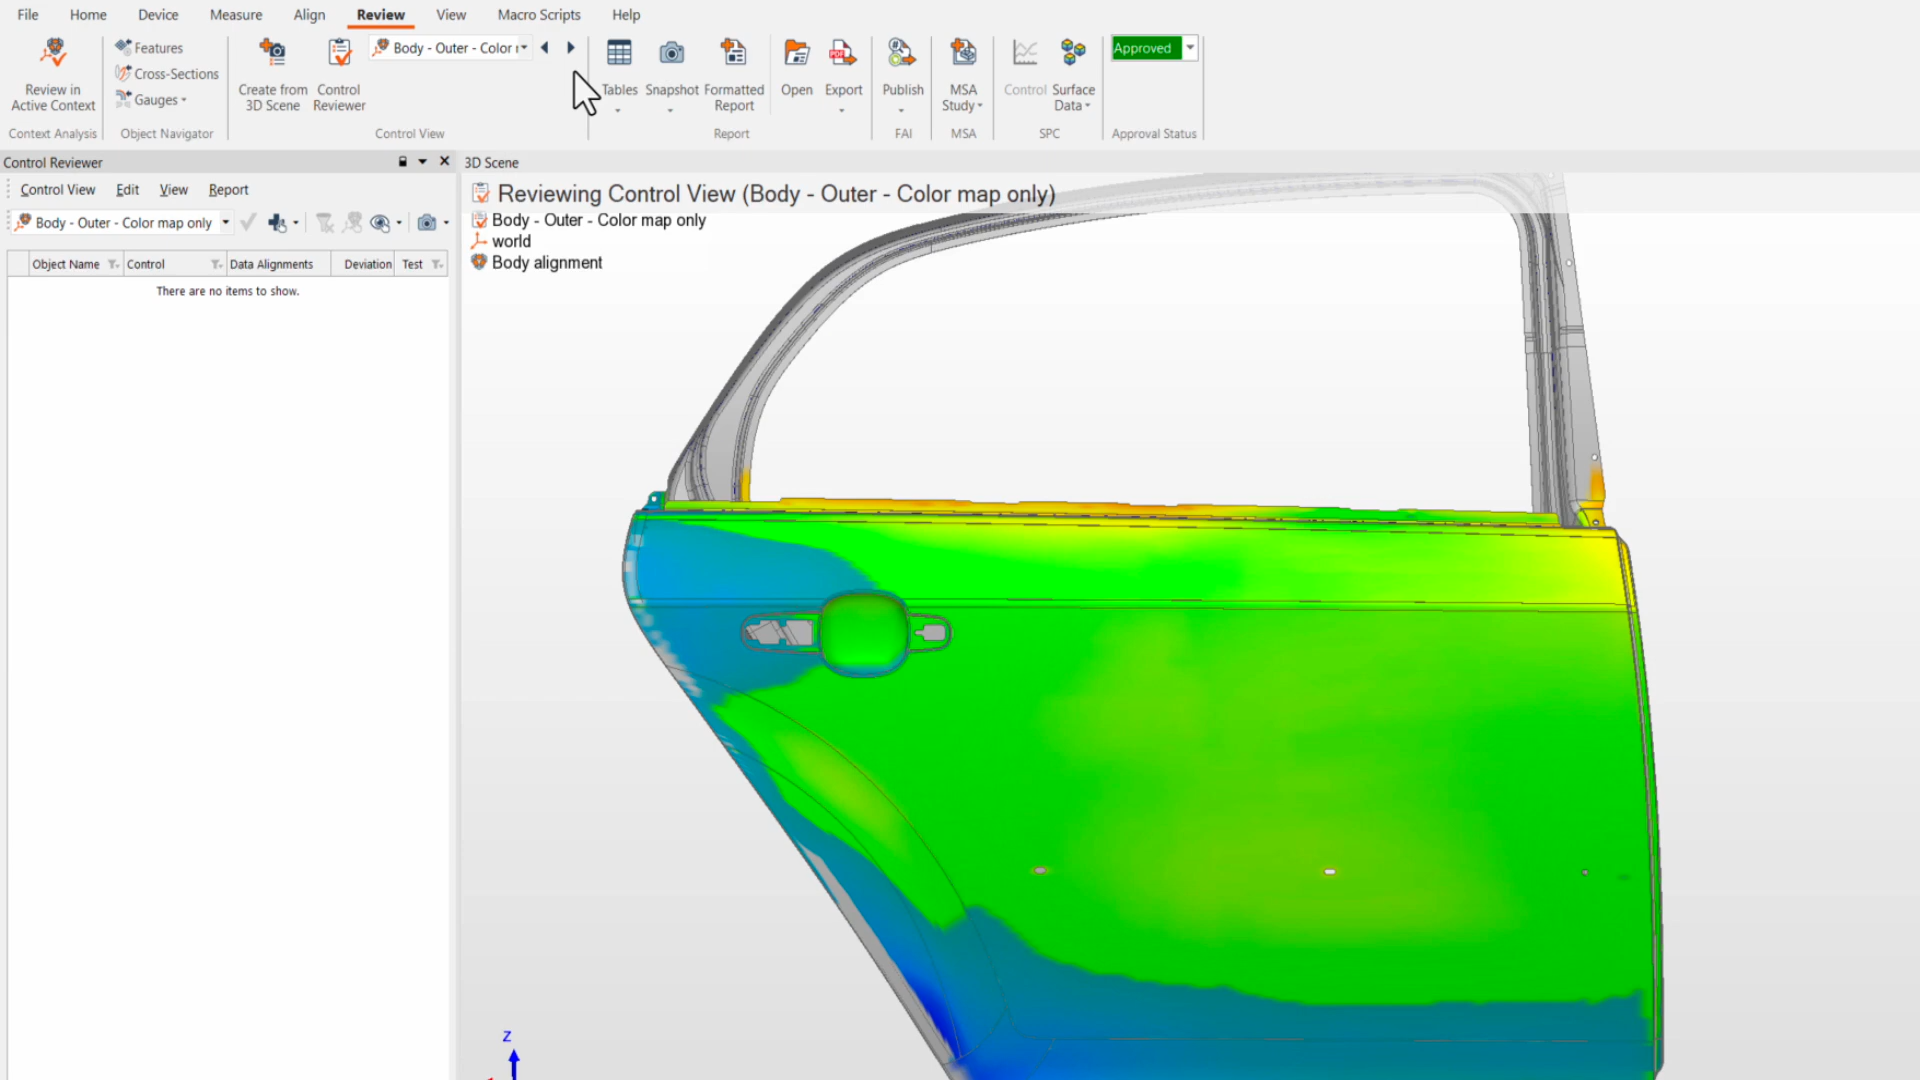 File Home Device Measure Align Review View Macro Scripts Help
Review in Active Context
Context Analysis
Features
Cross-Sections
Gauges
Object Navigator
Create from 3D Scene
Control Reviewer
Body - Outer - Color
Control View
Tables
Snapshot
Formatted Report
Open
PDF
Export
Report
Publish
FAI
MSA Study
MSA
Control
Surface Data
SPC
Approved
Approval Status
Control Reviewer
Control View Edit View Report
Body - Outer - Color map only
Object Name Control Data Alignments Deviation Test
There are no items to show.
3D Scene
Reviewing Control View (Body - Outer - Color map only)
Body - Outer - Color map only
world
Body alignment
Z